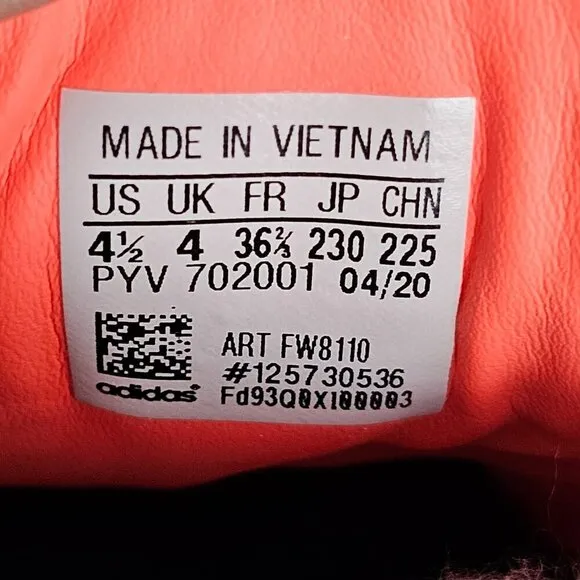 MADE IN VIETNAM
US UK FR JP CHN
4½ 4 36⅔ 230 225
PYV 702001 04/20
ART FW8110
#125730536
adidas® Fd93Q0X100003